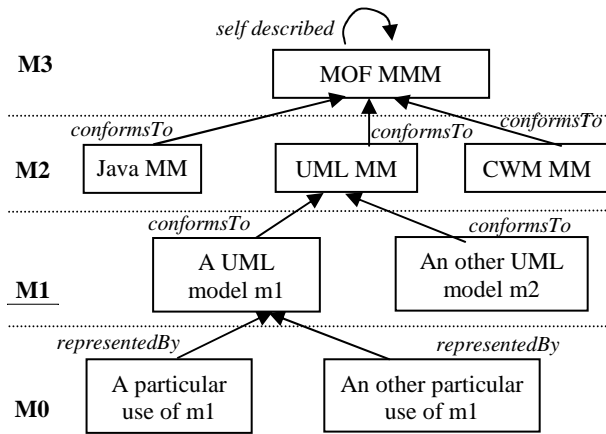 self described
M3
MOF MMM
conformsTo
conformsTo
conformsTo
M2
Java MM
UML MM
CWM MM
conformsTo
conformsTo
M1
A UML
model m1
An other UML
model m2
representedBy
representedBy
M0
A particular
use of m1
An other particular
use of m1